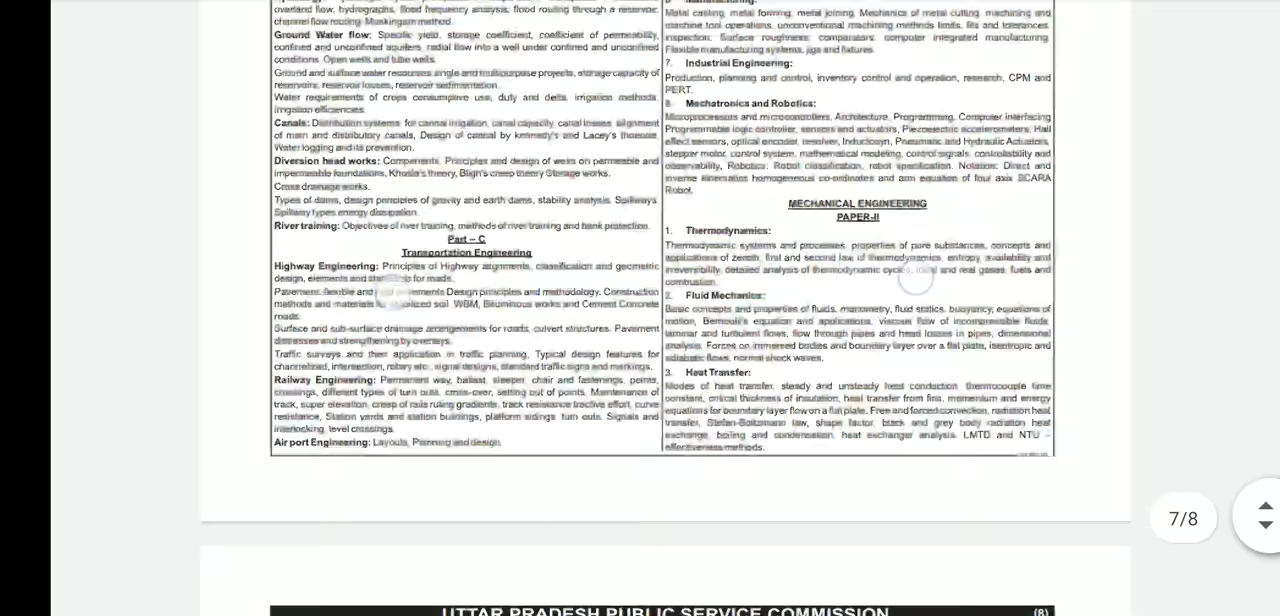 overland flow, hydrographs, flood frequency analysis, flood routing through a reservoir,
channel flow routing. Muskingam method.
Ground Water flow: Specific yield, storage coefficient, coefficient of permeability,
confined and unconfined aquifers, radial flow into a well under confined and unconfined
conditions. Open wells and tube wells.
Ground and surface water resources single and multipurpose projects, storage capacity of
reservoirs, reservoir losses, reservoir sedimentation.
Water requirements of crops consumptive use, duty and delta, irrigation methods,
Irrigation efficiencies.
Canals: Distribution systems for cannal irrigation, canal capacity, canal losses, alignment
of main and distributory canals, Design of cannal by kennedy's and Lacey's theories,
Water logging and its prevention.
Diversion head works: Components, Principles and design of weirs on permeable and
impermeable foundations, Khosla's theory, Bligh's creep theory Storage works.
Cross drainage works.
Types of dams, design principles of gravity and earth dams, stability analysis. Spillways
Spillway types energy dissipation.
River training: Objectives of river training, methods of river training and bank protection.
Part – C
Transportation Engineering
Highway Engineering: Principles of Highway alignments, classification and geometric
design, elements and for roads.
Pavement, flexible and Design principles and methodology. Construction
methods and materials soil, WBM, Bituminous works and Cement Concrete
roads.
Surface and sub-surface drainage arrangements for roads, culvert structures. Pavement
distresses and strengthening by overlays.
Traffic surveys and their application in traffic planning, Typical design features for
channelized, intersection, rotary etc., signal designs, standard traffic signs and markings.
Railway Engineering: Permanent way, ballast, sleeper, chair and fastenings, points,
crossings, different types of turn outs, cross-over, setting out of points, Maintenance of
track, super elevation, creep of rails ruling gradients, track resistance tractive effort, curve
resistance, Station yards and station buildings, platform sidings, turn outs, Signals and
interlocking, level crossings.
Airport Engineering: Layouts, Planning and design.
Metal casting, metal forming, metal joining, Mechanics of metal cutting, machining and
machine tool operations, unconventional machining methods limits, fits and tolerances,
inspection; Surface roughness; comparators, computer integrated manufacturing.
Flexible manufacturing systems, jigs and fixtures.
7. Industrial Engineering:
Production, planning and control, inventory control and operation, research, CPM and
PERT.
8. Mechatronics and Robotics:
Microprocessors and microcontrollers, Architecture, Programming, Computer interfacing
Programmable logic controller, sensors and actuators, Piezoelectric accelerometers, Hall
effect sensors, optical encoder, resolver, Inductosyn, Pneumatic and Hydraulic Actuators,
stepper motor, control system, mathematical modeling, control signals, controllability and
observability, Robotics: Robot classification, robot specification. Notation; Direct and
inverse Kinematics homogeneous co-ordinates and arm equation of four axis SCARA
Robot.
MECHANICAL ENGINEERING
PAPER-II
1. Thermodynamics:
Thermodynamic systems and processes, properties of pure substances, concepts and
applications of zeroth, first and second law of thermodynamics, entropy, availability and
irreversibility, detailed analysis of thermodynamic cycles, ideal and real gases, fuels and
combustion.
2. Fluid Mechanics:
Basic concepts and properties of fluids, manometry, fluid statics, buoyancy, equations of
motion, Bernoulli's equation and applications, viscous flow of incompressible fluids,
laminar and turbulent flows, flow through pipes and head losses in pipes, dimensional
analysis, Forces on immersed bodies and boundary layer over a flat plate, isentropic and
adiabatic flows, normal shock waves.
3. Heat Transfer:
Modes of heat transfer, steady and unsteady heat conduction, thermocouple time
constant, critical thickness of insulation, heat transfer from fins, momentum and energy
equations for boundary layer flow on a flat plate. Free and forced convection, radiation heat
transfer, Stefan-Boltzmann law, shape factor, black and grey body radiation heat
exchange, boiling and condensation, heat exchanger analysis, LMTD and NTU –
effectiveness methods.
7/8
UTTAR PRADESH PUBLIC SERVICE COMMISSION (8)